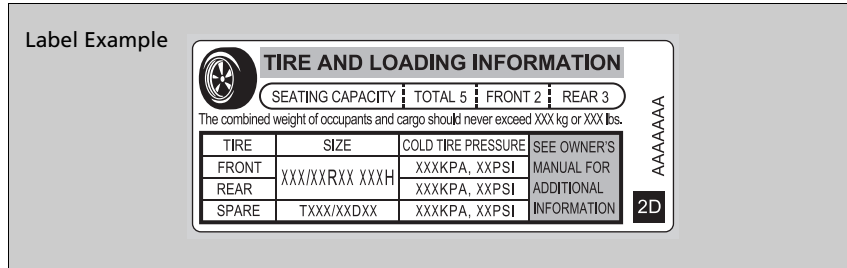 Label Example
TIRE AND LOADING INFORMATION
SEATING CAPACITY TOTAL 5 FRONT 2 REAR 3
The combined weight of occupants and cargo should never exceed XXX kg or XXX lbs.
TIRE SIZE COLD TIRE PRESSURE SEE OWNER'S
FRONT XXX/XXRXX XXXH XXXKPA, XXPSI MANUAL FOR
REAR XXXKPA, XXPSI ADDITIONAL
SPARE TXXX/XXDXX XXXKPA, XXPSI INFORMATION
AAAAAAA
2D